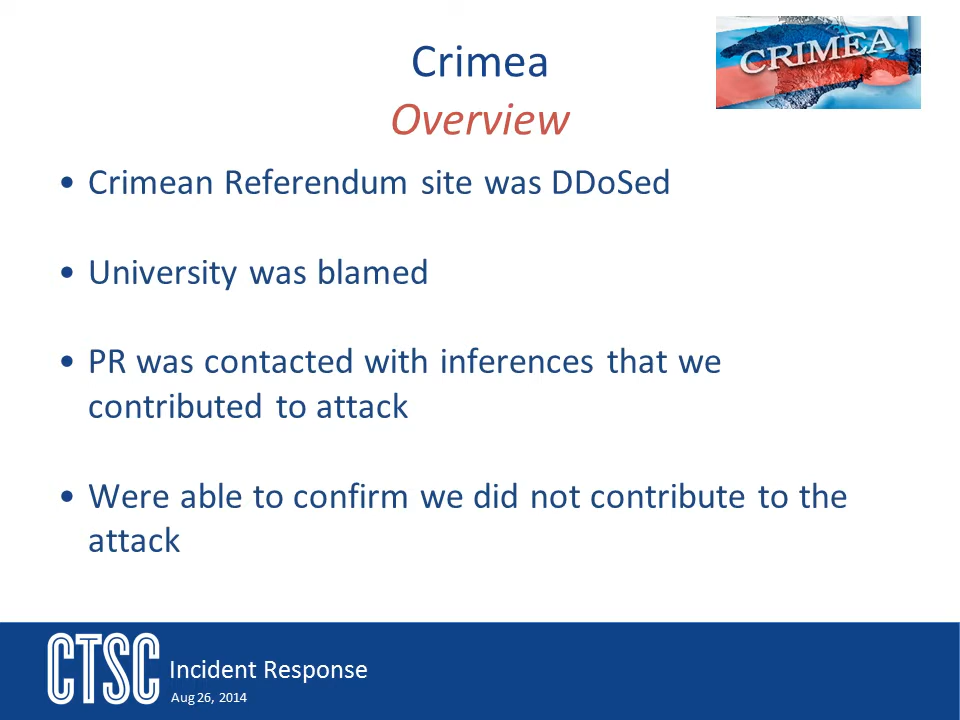 Crimea
CRIMEA
Overview
• Crimean Referendum site was DDoSed
• University was blamed
• PR was contacted with inferences that we
contributed to attack
• Were able to confirm we did not contribute to the
attack
CTSC
Incident Response
Aug 26, 2014